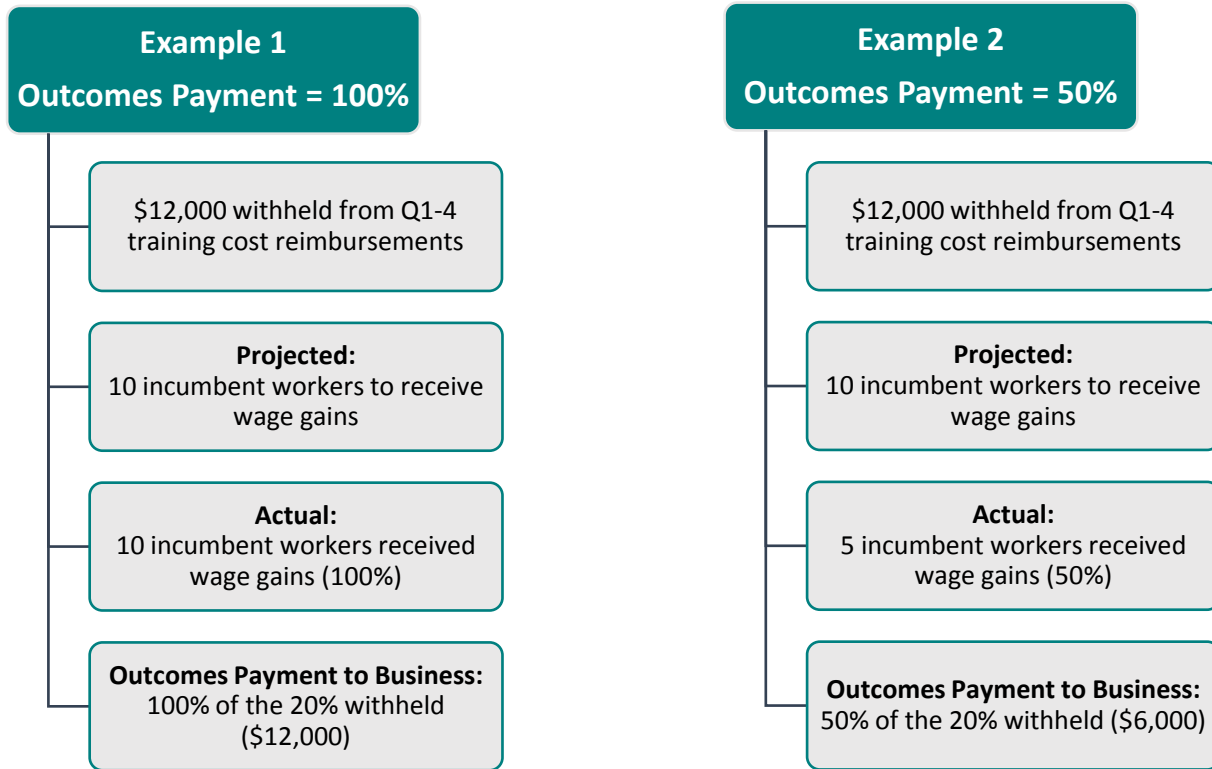 Example 1
Outcomes Payment = 100%
$12,000 withheld from Q1-4
training cost reimbursements
Projected:
10 incumbent workers to receive
wage gains
Actual:
10 incumbent workers received
wage gains (100%)
Outcomes Payment to Business:
100% of the 20% withheld
($12,000)
Example 2
Outcomes Payment = 50%
$12,000 withheld from Q1-4
training cost reimbursements
Projected:
10 incumbent workers to receive
wage gains
Actual:
5 incumbent workers received
wage gains (50%)
Outcomes Payment to Business:
50% of the 20% withheld ($6,000)